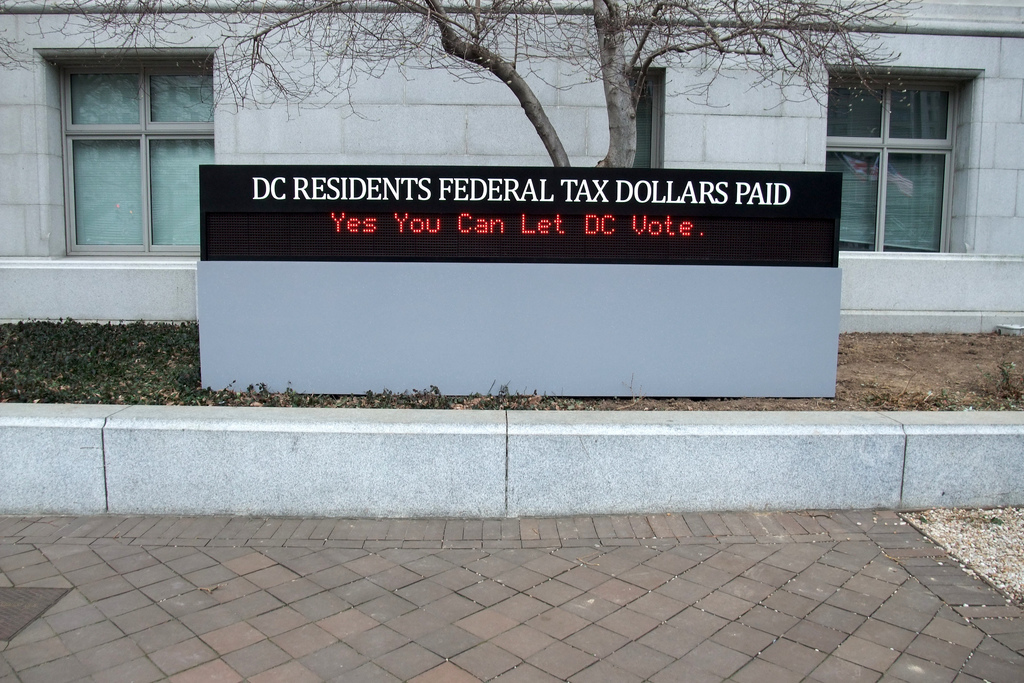 DC RESIDENTS FEDERAL TAX DOLLARS PAID
Yes You Can Let DC Vote.